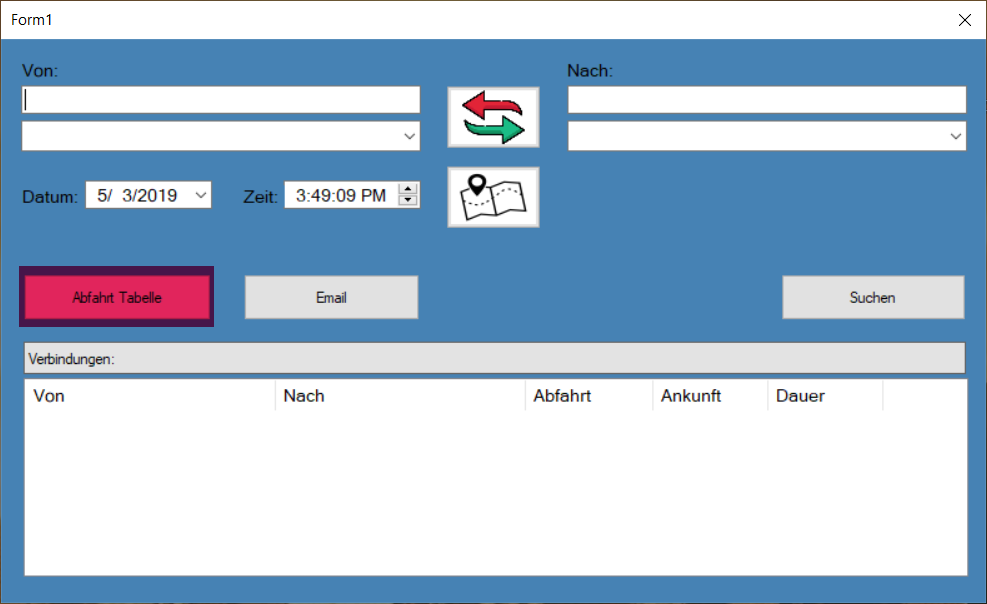 Form1
Von:
Nach:
Datum: 5/ 3/2019 Zeit: 3:49:09 PM
Abfahrt Tabelle Email Suchen
Verbindungen:
Von Nach Abfahrt Ankunft Dauer